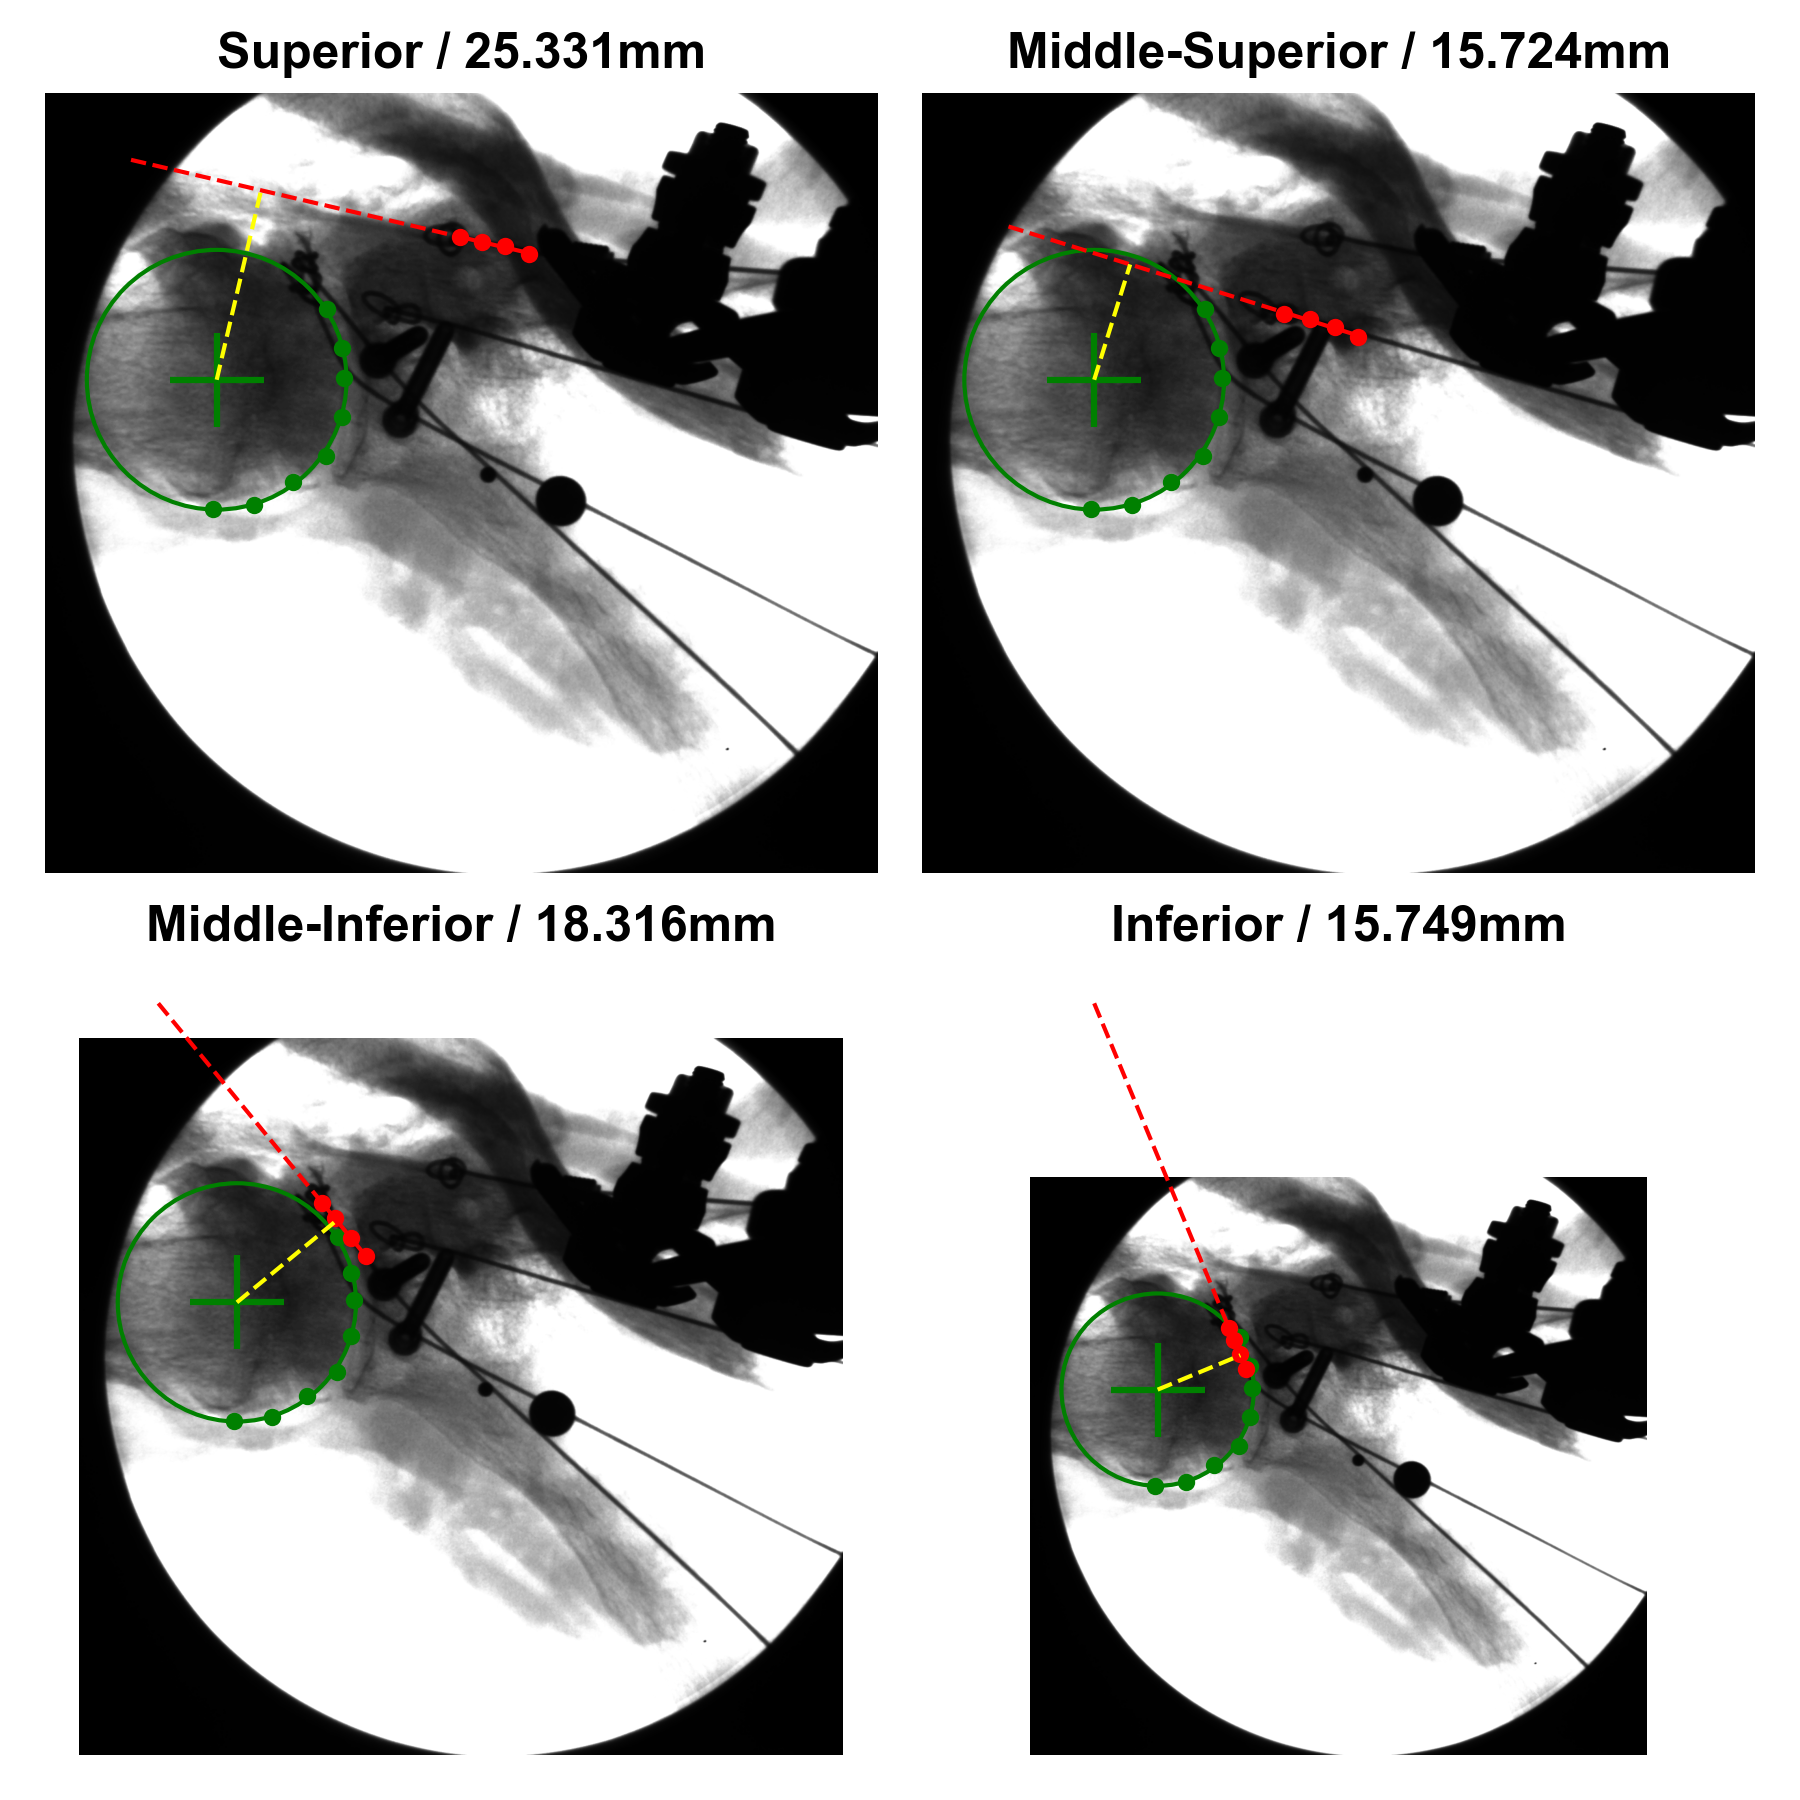 Superior / 25.331mm
Middle-Superior / 15.724mm
Middle-Inferior / 18.316mm
Inferior / 15.749mm